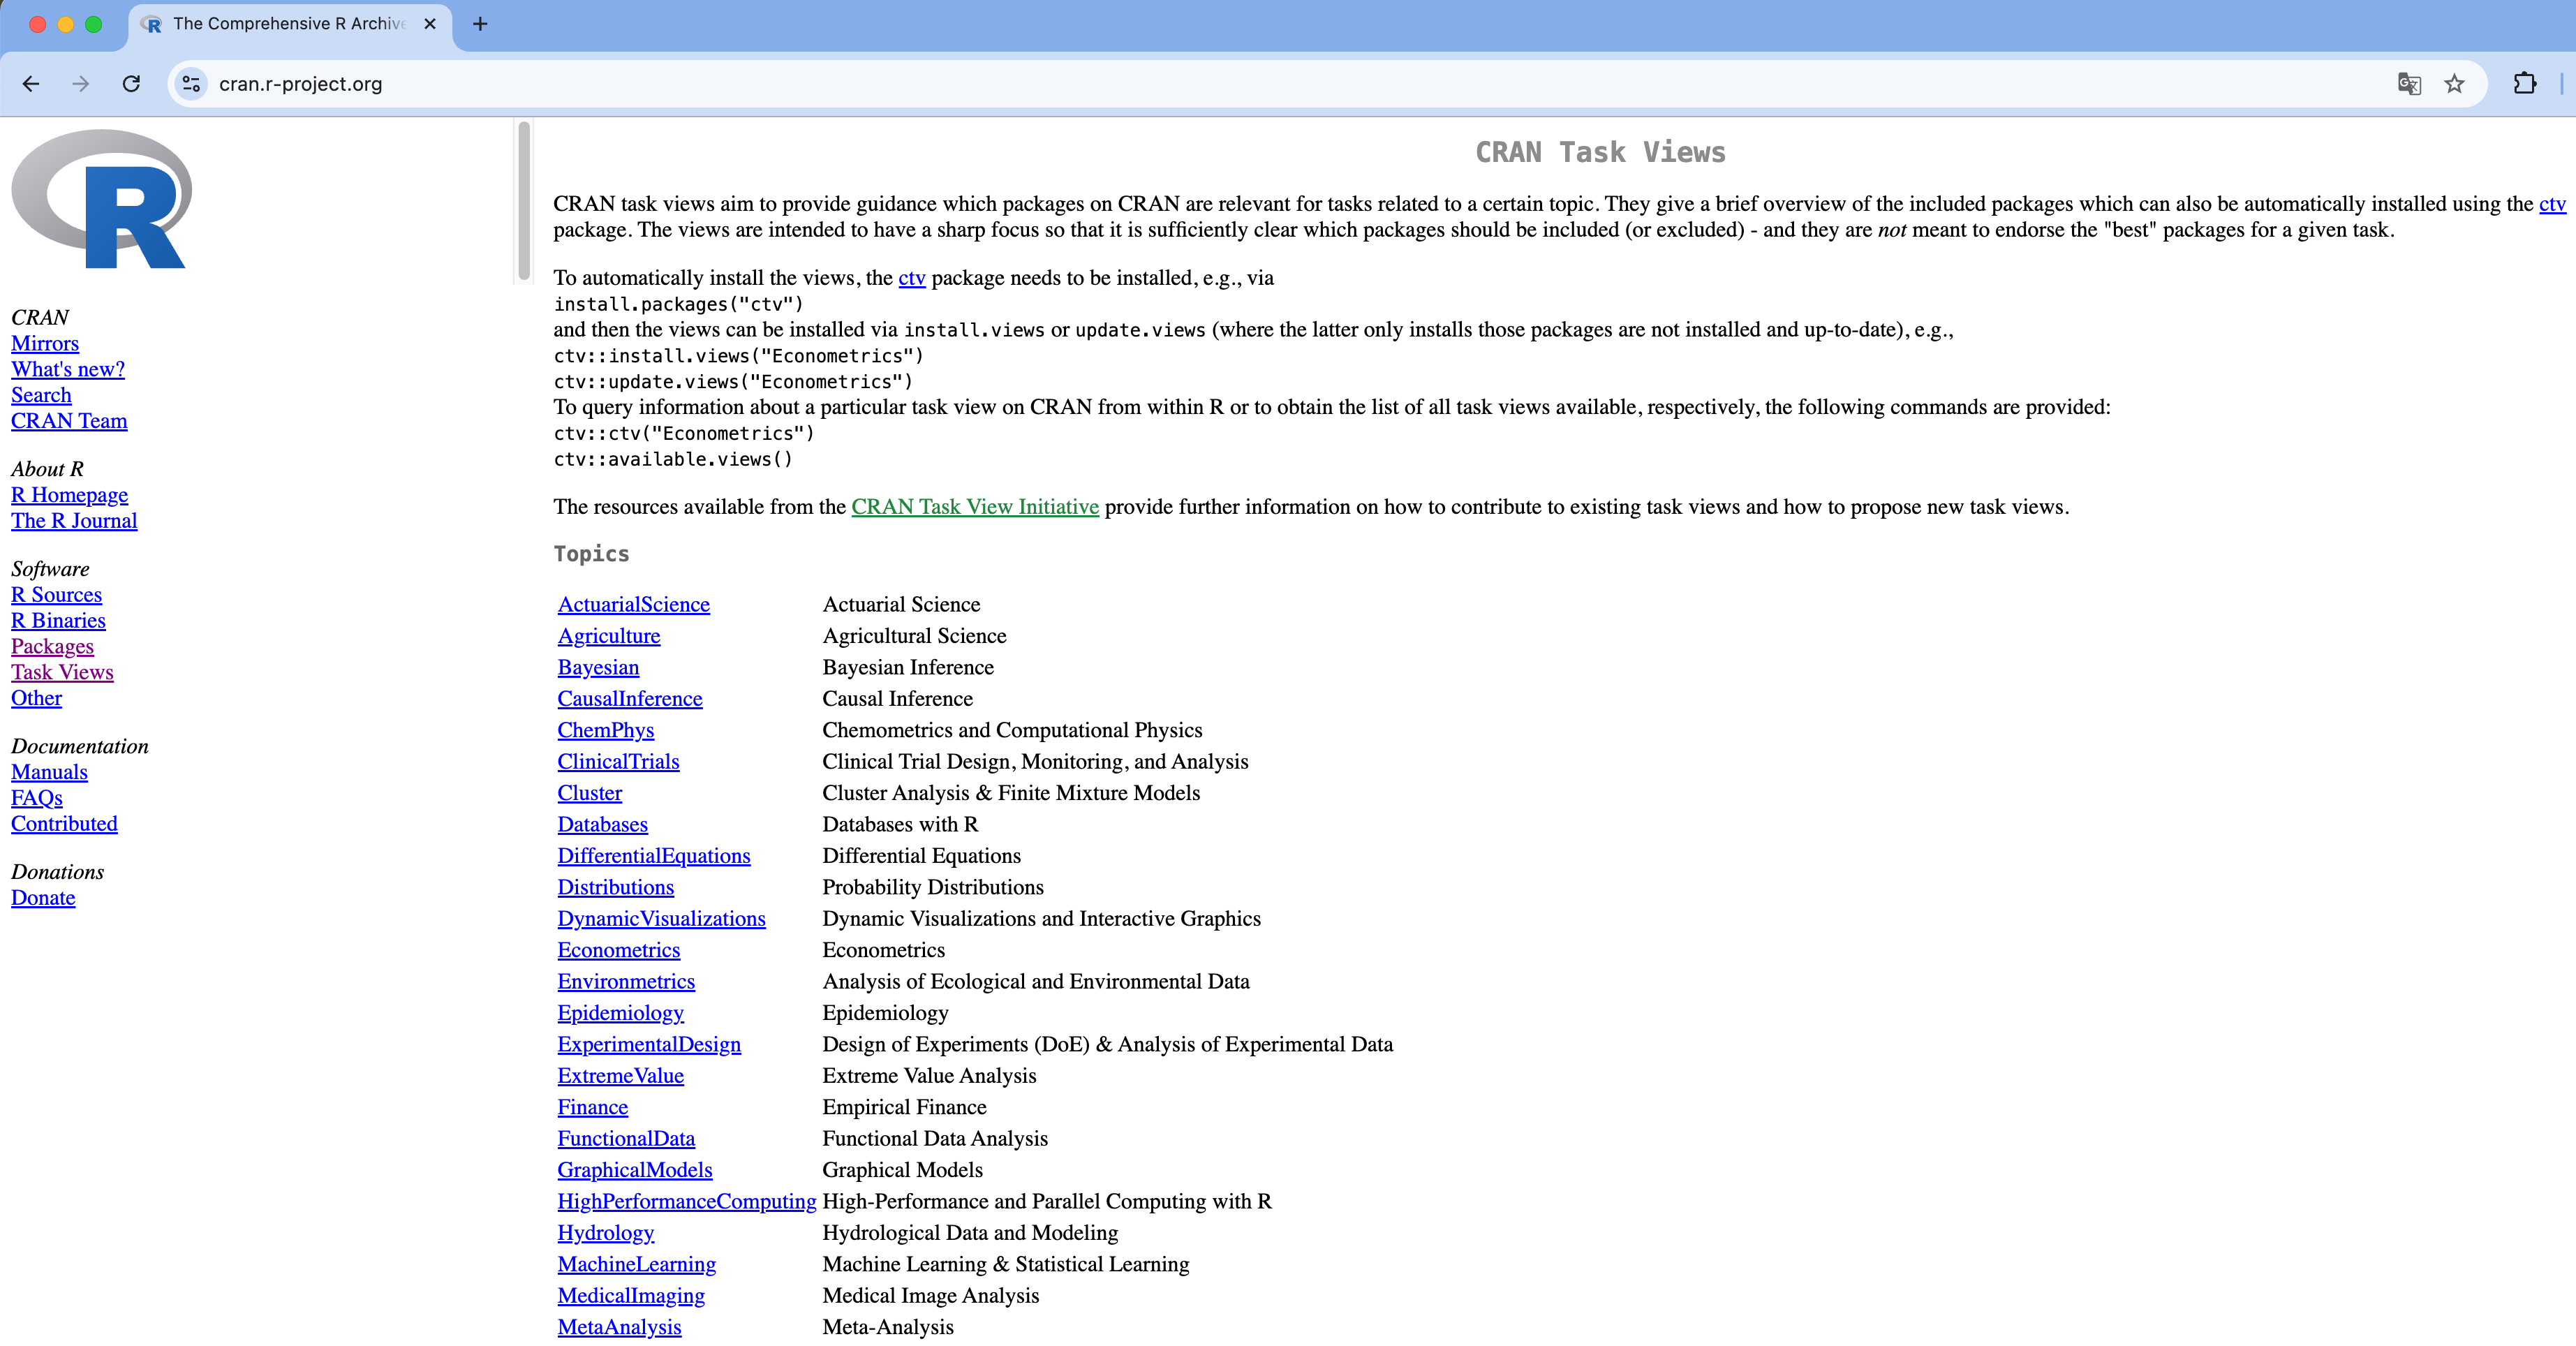 The Comprehensive R Archive
cran.r-project.org
R
CRAN
Mirrors
What's new?
Search
CRAN Team
About R
R Homepage
The R Journal
Software
R Sources
R Binaries
Packages
Task Views
Other
Documentation
Manuals
FAQs
Contributed
Donations
Donate
CRAN Task Views
CRAN task views aim to provide guidance which packages on CRAN are relevant for tasks related to a certain topic. They give a brief overview of the included packages which can also be automatically installed using the ctv
package. The views are intended to have a sharp focus so that it is sufficiently clear which packages should be included (or excluded) - and they are not meant to endorse the "best" packages for a given task.
To automatically install the views, the ctv package needs to be installed, e.g., via
install.packages("ctv")
and then the views can be installed via install.views or update.views (where the latter only installs those packages are not installed and up-to-date), e.g.,
ctv::install.views("Econometrics")
ctv::update.views("Econometrics")
To query information about a particular task view on CRAN from within R or to obtain the list of all task views available, respectively, the following commands are provided:
ctv::ctv("Econometrics")
ctv::available.views()
The resources available from the CRAN Task View Initiative provide further information on how to contribute to existing task views and how to propose new task views.
Topics
ActuarialScience Actuarial Science
Agriculture Agricultural Science
Bayesian Bayesian Inference
CausalInference Causal Inference
ChemPhys Chemometrics and Computational Physics
ClinicalTrials Clinical Trial Design, Monitoring, and Analysis
Cluster Cluster Analysis & Finite Mixture Models
Databases Databases with R
DifferentialEquations Differential Equations
Distributions Probability Distributions
DynamicVisualizations Dynamic Visualizations and Interactive Graphics
Econometrics Econometrics
Environmetrics Analysis of Ecological and Environmental Data
Epidemiology Epidemiology
ExperimentalDesign Design of Experiments (DoE) & Analysis of Experimental Data
ExtremeValue Extreme Value Analysis
Finance Empirical Finance
FunctionalData Functional Data Analysis
GraphicalModels Graphical Models
HighPerformanceComputing High-Performance and Parallel Computing with R
Hydrology Hydrological Data and Modeling
MachineLearning Machine Learning & Statistical Learning
MedicalImaging Medical Image Analysis
MetaAnalysis Meta-Analysis